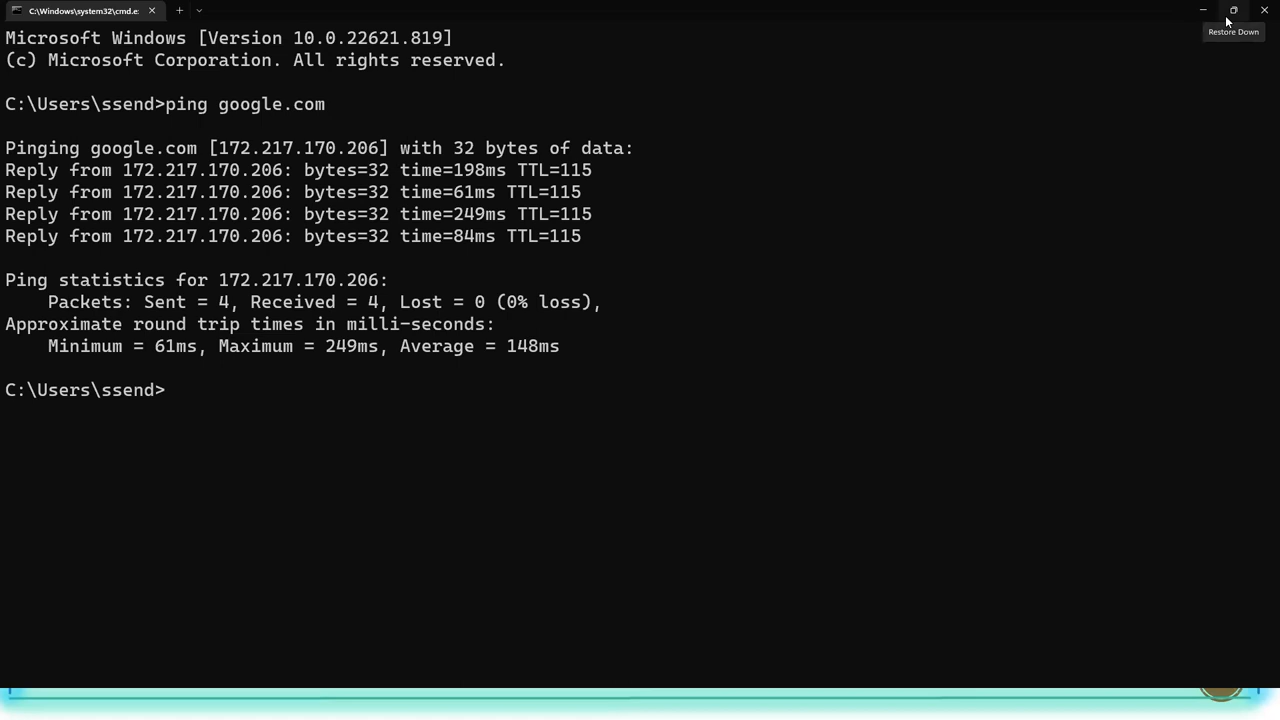 C:\Windows\system32\cmd.e:
Restore Down
Microsoft Windows [Version 10.0.22621.819]
(c) Microsoft Corporation. All rights reserved.
C:\Users\ssend>ping google.com
Pinging google.com [172.217.170.206] with 32 bytes of data:
Reply from 172.217.170.206: bytes=32 time=198ms TTL=115
Reply from 172.217.170.206: bytes=32 time=61ms TTL=115
Reply from 172.217.170.206: bytes=32 time=249ms TTL=115
Reply from 172.217.170.206: bytes=32 time=84ms TTL=115
Ping statistics for 172.217.170.206:
    Packets: Sent = 4, Received = 4, Lost = 0 (0% loss),
Approximate round trip times in milli-seconds:
    Minimum = 61ms, Maximum = 249ms, Average = 148ms
C:\Users\ssend>